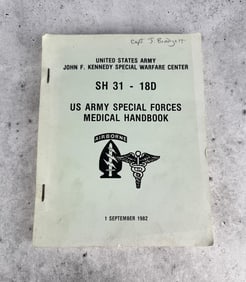 Capt J. Blodgett
UNITED STATES ARMY
JOHN F. KENNEDY SPECIAL WARFARE CENTER
SH 31 - 18D
US ARMY SPECIAL FORCES
MEDICAL HANDBOOK
AIRBORNE
1 SEPTEMBER 1982